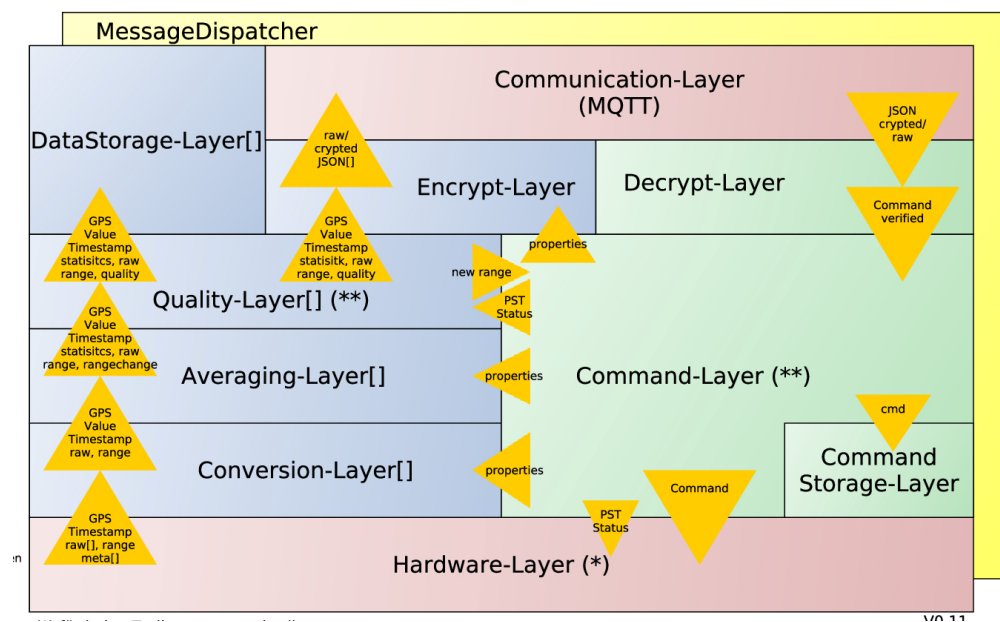 MessageDispatcher
Communication-Layer
(MQTT)
DataStorage-Layer[]
raw/
crypted
JSON[]
JSON
crypted/
raw
Encrypt-Layer
Decrypt-Layer
GPS
Value
Timestamp
statisitcs, raw
range, quality
GPS
Value
Timestamp
statisitk, raw
range, quality
properties
Command
verified
new range
Quality-Layer[] (**)
PST
Status
GPS
Value
Timestamp
statisitcs, raw
range, rangechange
Averaging-Layer[]
properties
Command-Layer (**)
GPS
Value
Timestamp
raw, range
cmd
Conversion-Layer[]
properties
Command
Storage-Layer
GPS
Timestamp
raw[], range
meta[]
PST
Status
Command
Hardware-Layer (*)
en
V0.11